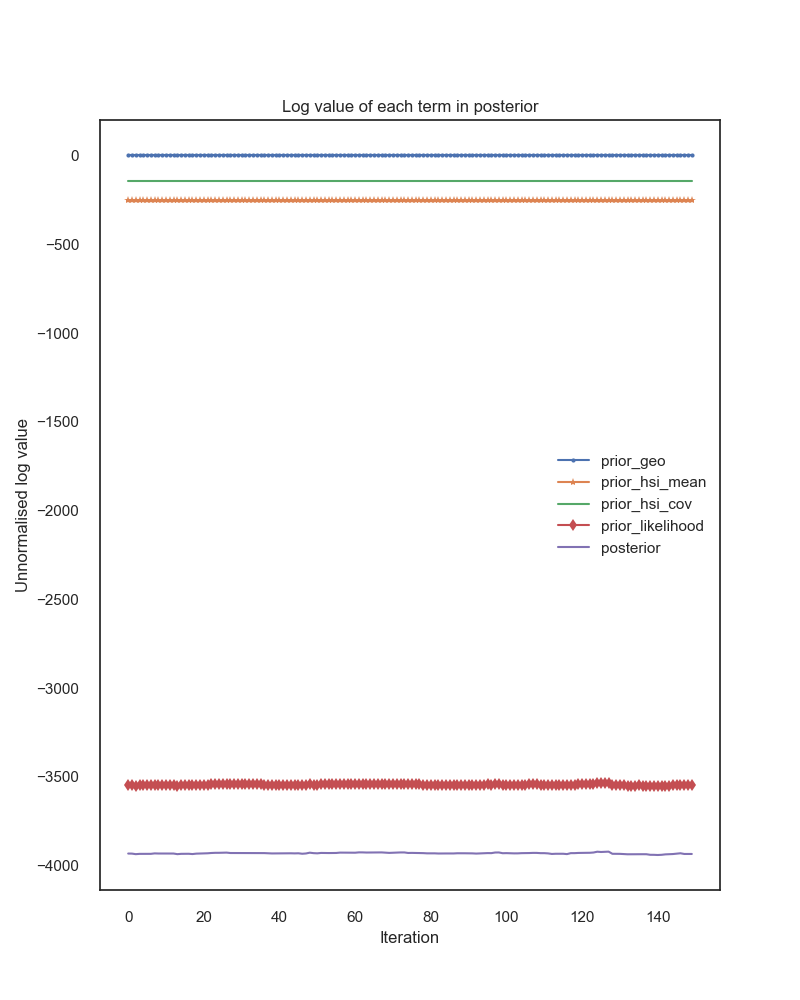 Log value of each term in posterior
Unnormalised log value
0
−500
−1000
−1500
−2000
−2500
−3000
−3500
−4000
prior_geo
prior_hsi_mean
prior_hsi_cov
prior_likelihood
posterior
0 20 40 60 80 100 120 140
Iteration